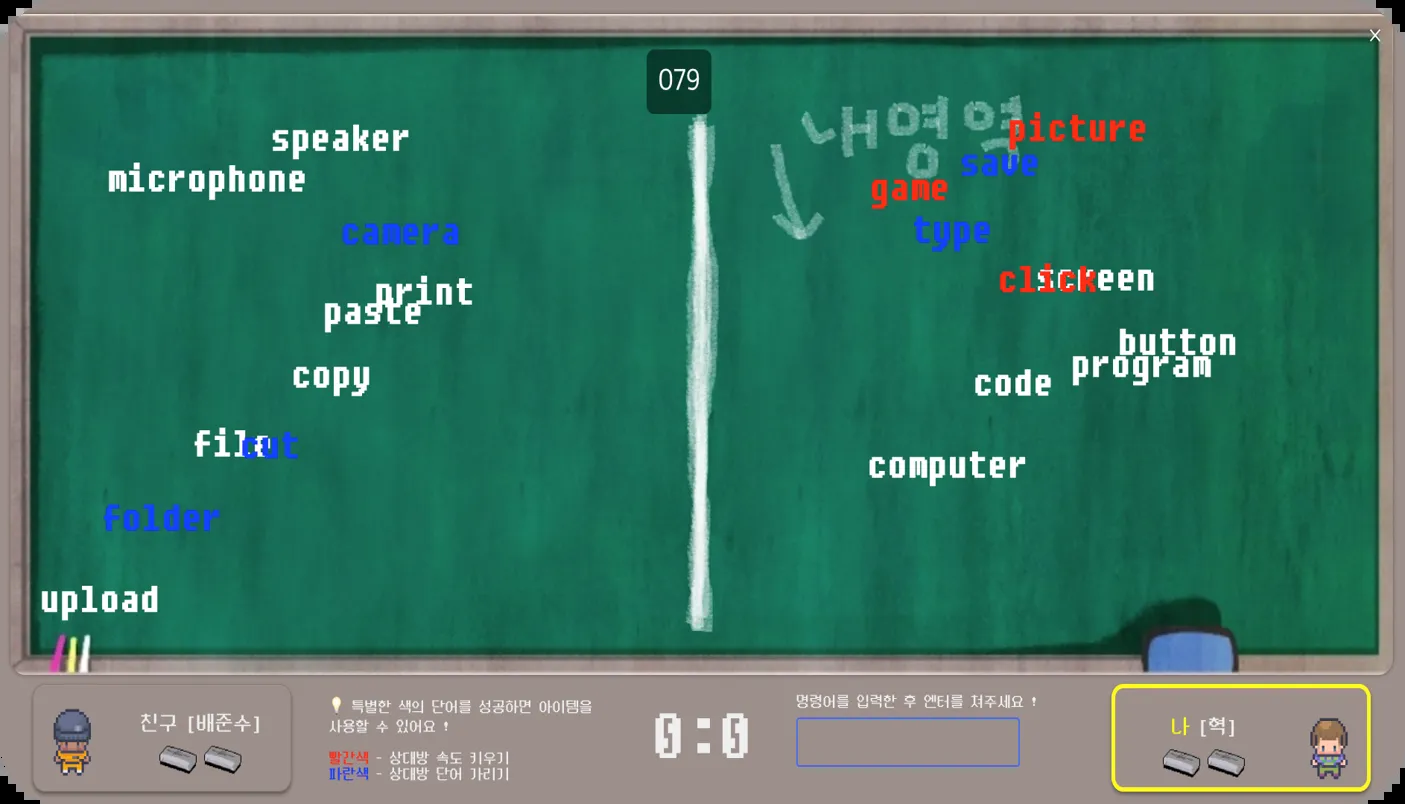 X
079
내영역
speaker
microphone
camera
print
paste
copy
file
cut
folder
upload
picture
save
game
type
click
screen
button
program
code
computer
친구 [배준수]
특별한 색의 단어를 성공하면 아이템을
사용할 수 있어요 !
빨간색 - 상대방 속도 키우기
파란색 - 상대방 단어 가리기
0:0
명령어를 입력한 후 엔터를 쳐주세요 !
나 [혁]